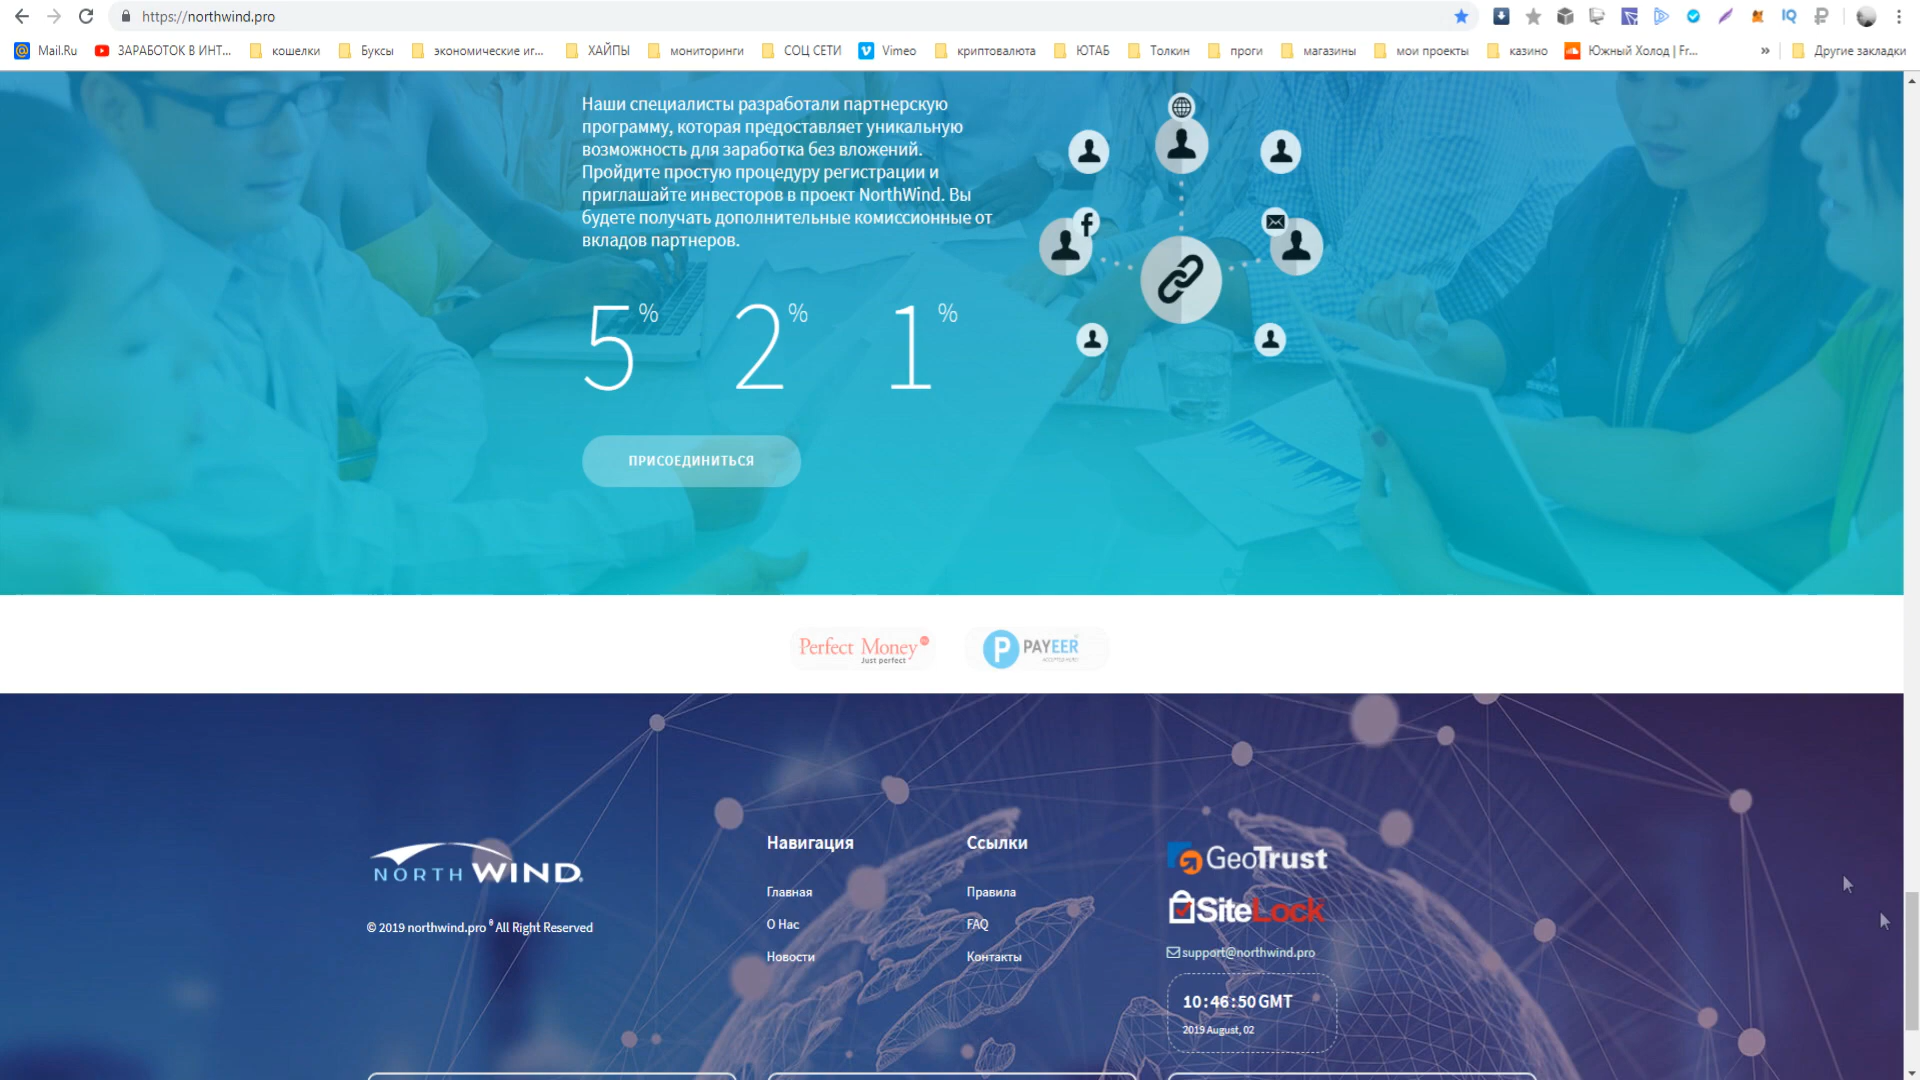 https://northwind.pro
Mail.Ru
ЗАРАБОТОК В ИНТ...
кошелки
Буксы
экономические иг...
ХАЙПЫ
мониторинги
СОЦ СЕТИ
Vimeo
криптовалюта
ЮТАБ
Толкин
проги
магазины
мои проекты
казино
Южный Холод | Fr...
»
Другие закладки
Наши специалисты разработали партнерскую
программу, которая предоставляет уникальную
возможность для заработка без вложений.
Пройдите простую процедуру регистрации и
приглашайте инвесторов в проект NorthWind. Вы
будете получать дополнительные комиссионные от
вкладов партнеров.
5% 2% 1%
ПРИСОЕДИНИТЬСЯ
Perfect Money
Just perfect
PAYEER
NORTH WIND
© 2019 northwind.pro ® All Right Reserved
Навигация
Главная
О Нас
Новости
Ссылки
Правила
FAQ
Контакты
GeoTrust
SiteLock
support@northwind.pro
10:46:50 GMT
2019 August, 02